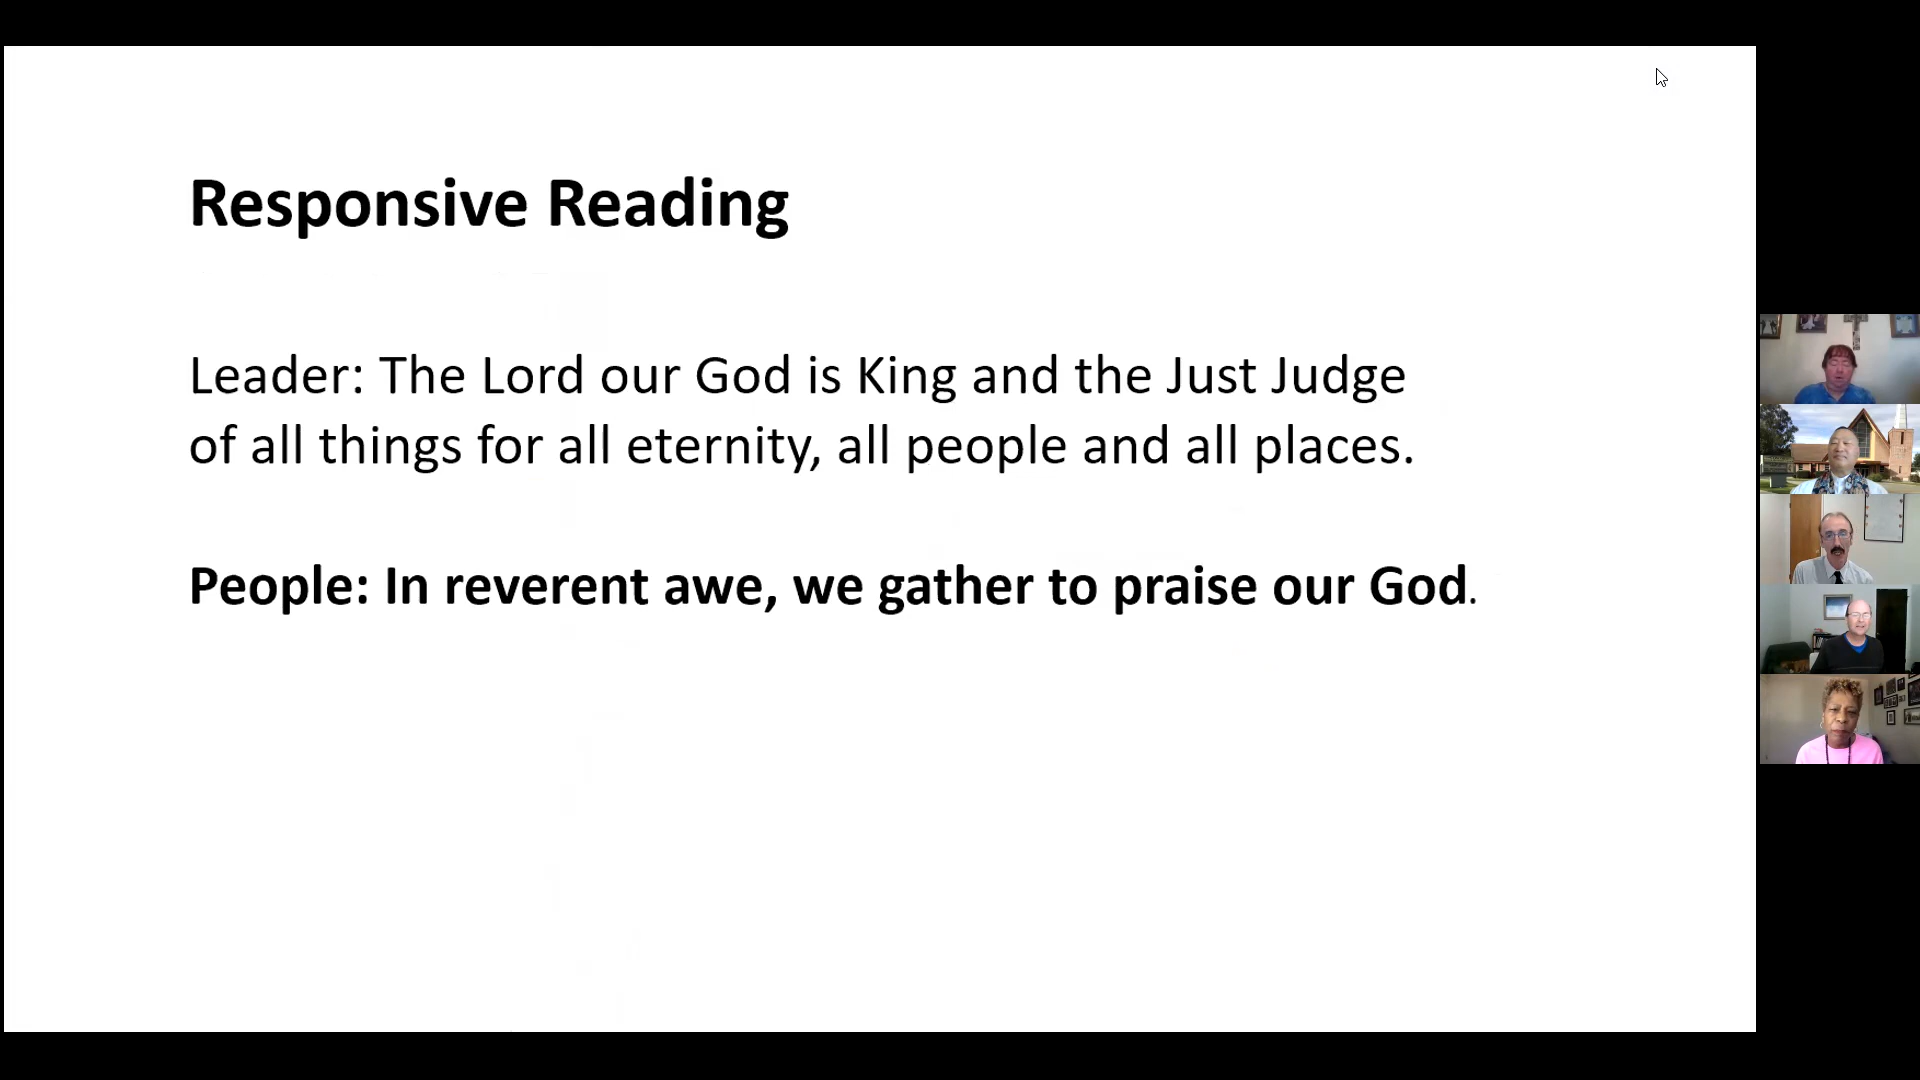 Responsive Reading
Leader: The Lord our God is King and the Just Judge
of all things for all eternity, all people and all places.
People: In reverent awe, we gather to praise our God.